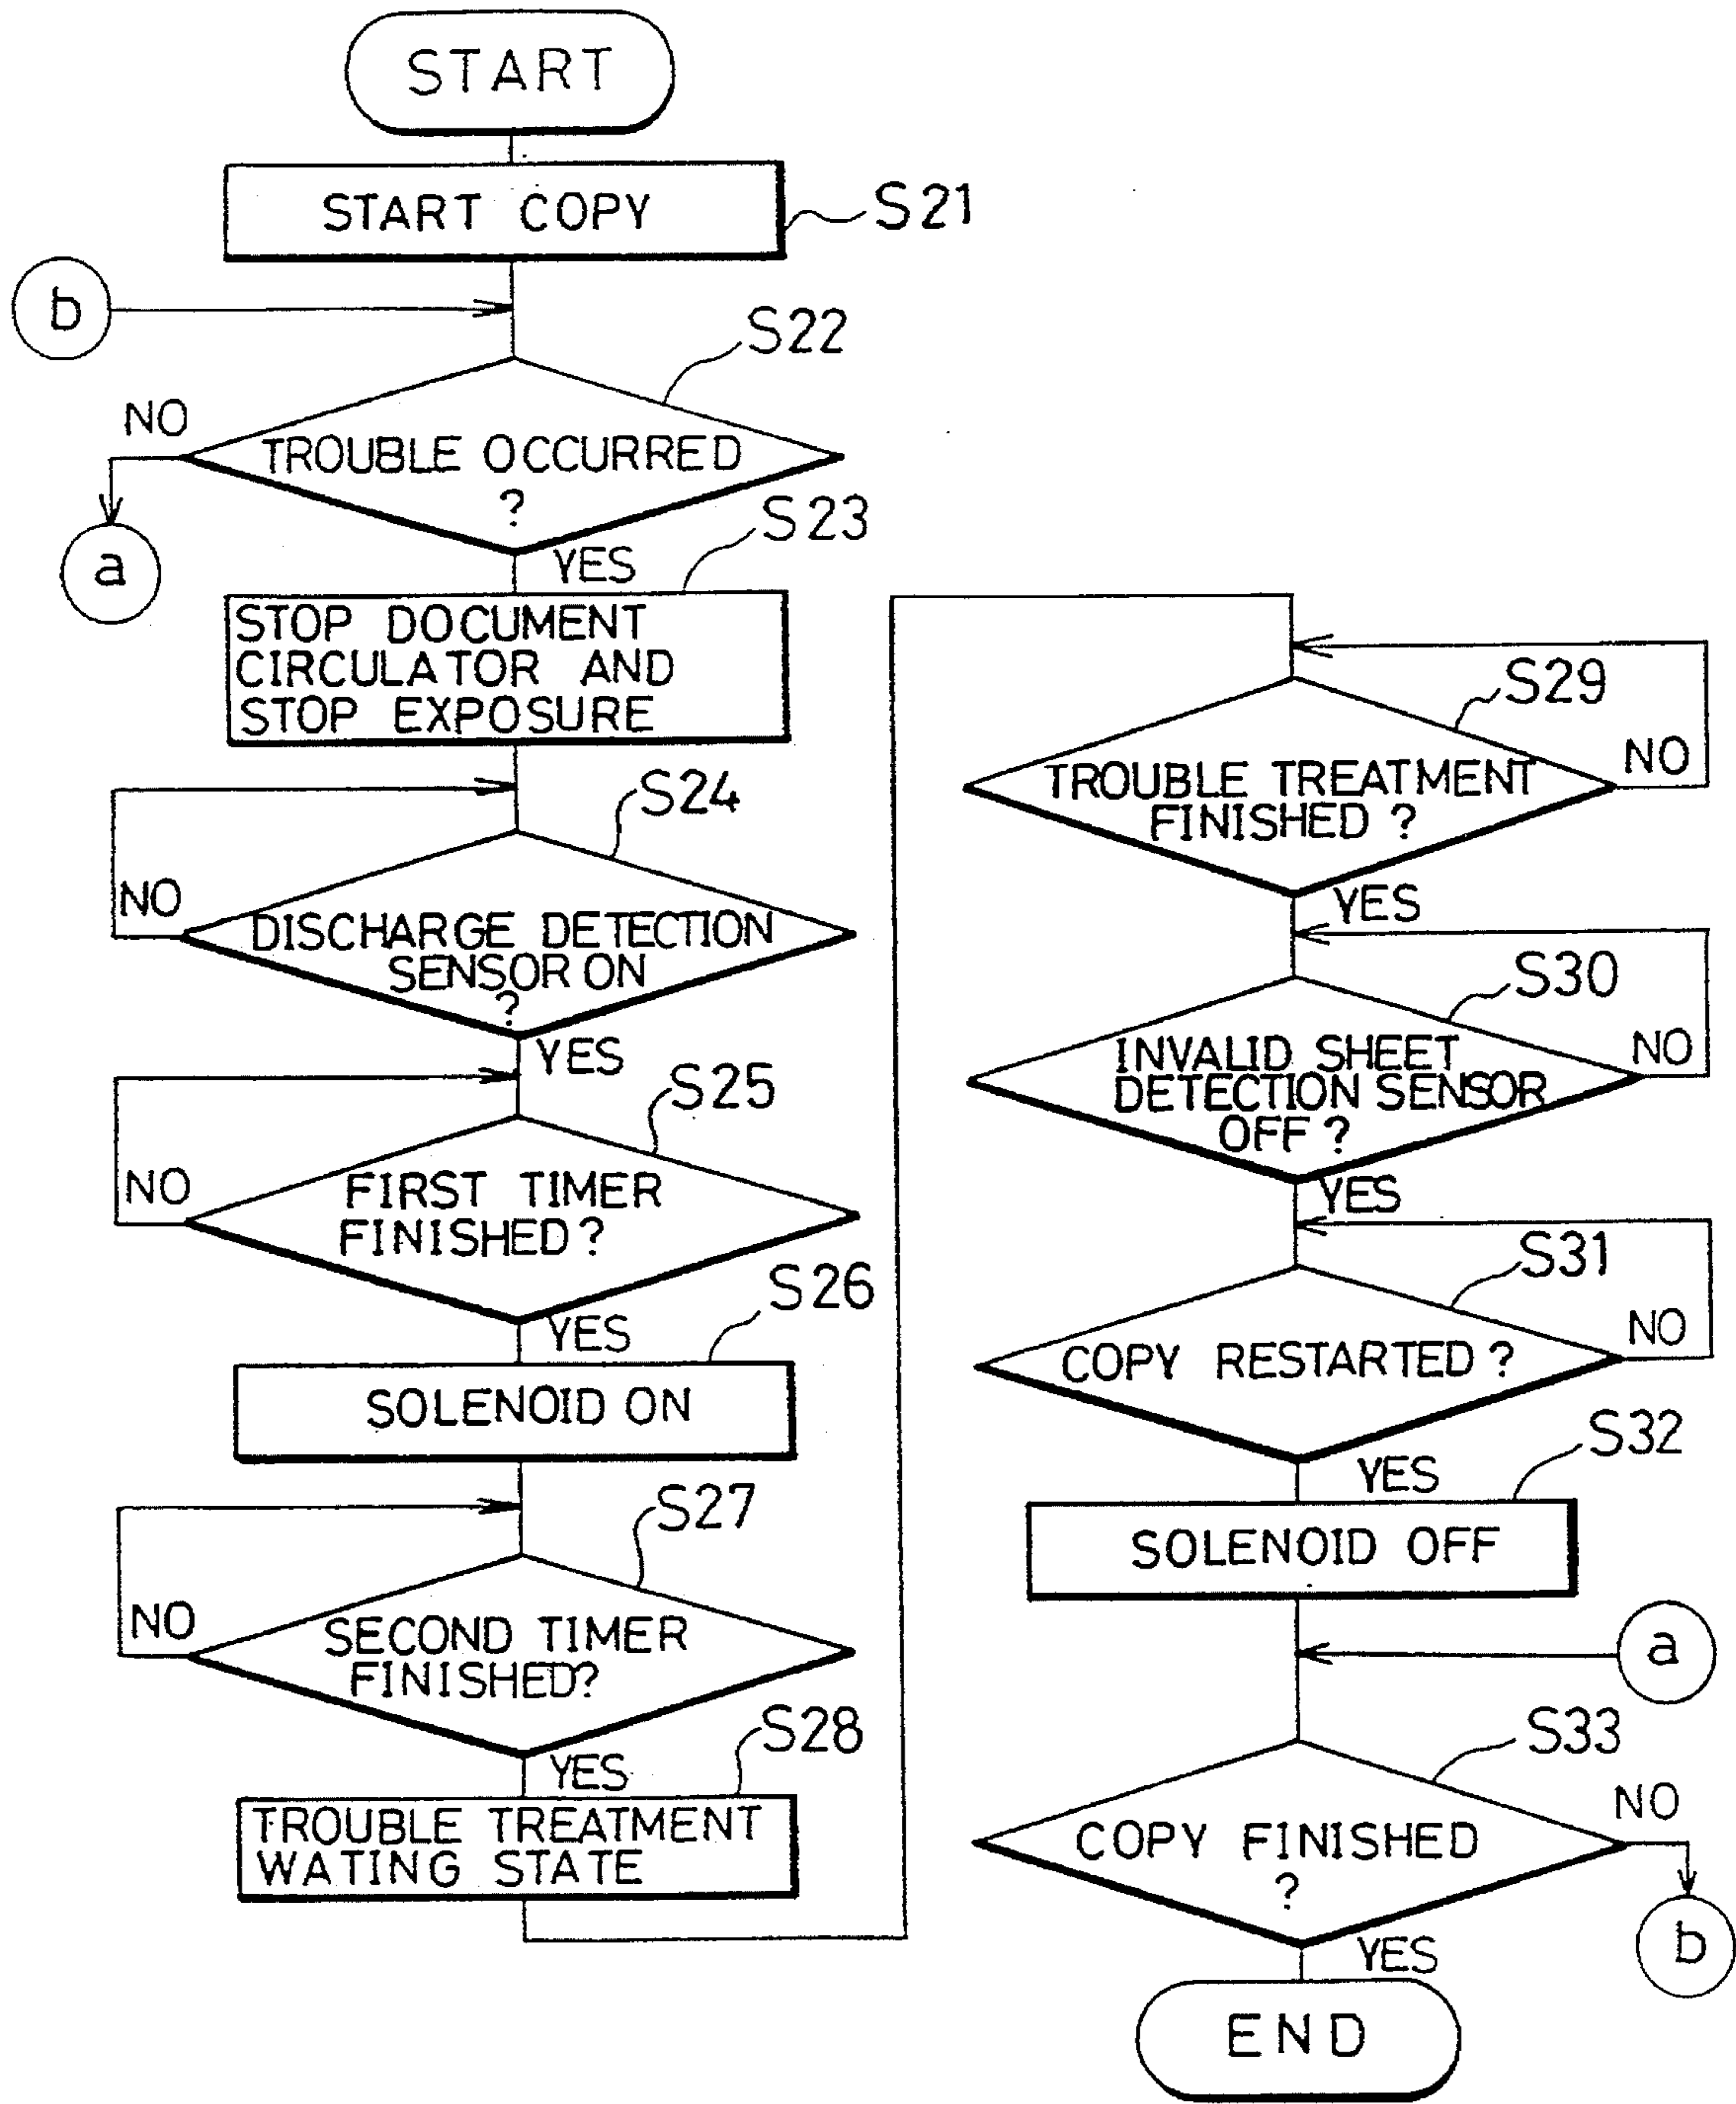 START
START COPY
S21
b
S22
NO
TROUBLE OCCURRED
?
a
S23
YES
STOP DOCUMENT
CIRCULATOR AND
STOP EXPOSURE
S24
NO
DISCHARGE DETECTION
SENSOR ON
?
YES
S25
NO
FIRST TIMER
FINISHED?
S26
YES
SOLENOID ON
S27
NO
SECOND TIMER
FINISHED?
S28
YES
TROUBLE TREATMENT
WATING STATE
S29
NO
TROUBLE TREATMENT
FINISHED ?
YES
S30
NO
INVALID SHEET
DETECTION SENSOR
OFF ?
YES
S31
NO
COPY RESTARTED ?
S32
YES
SOLENOID OFF
a
S33
NO
COPY FINISHED
?
b
YES
END